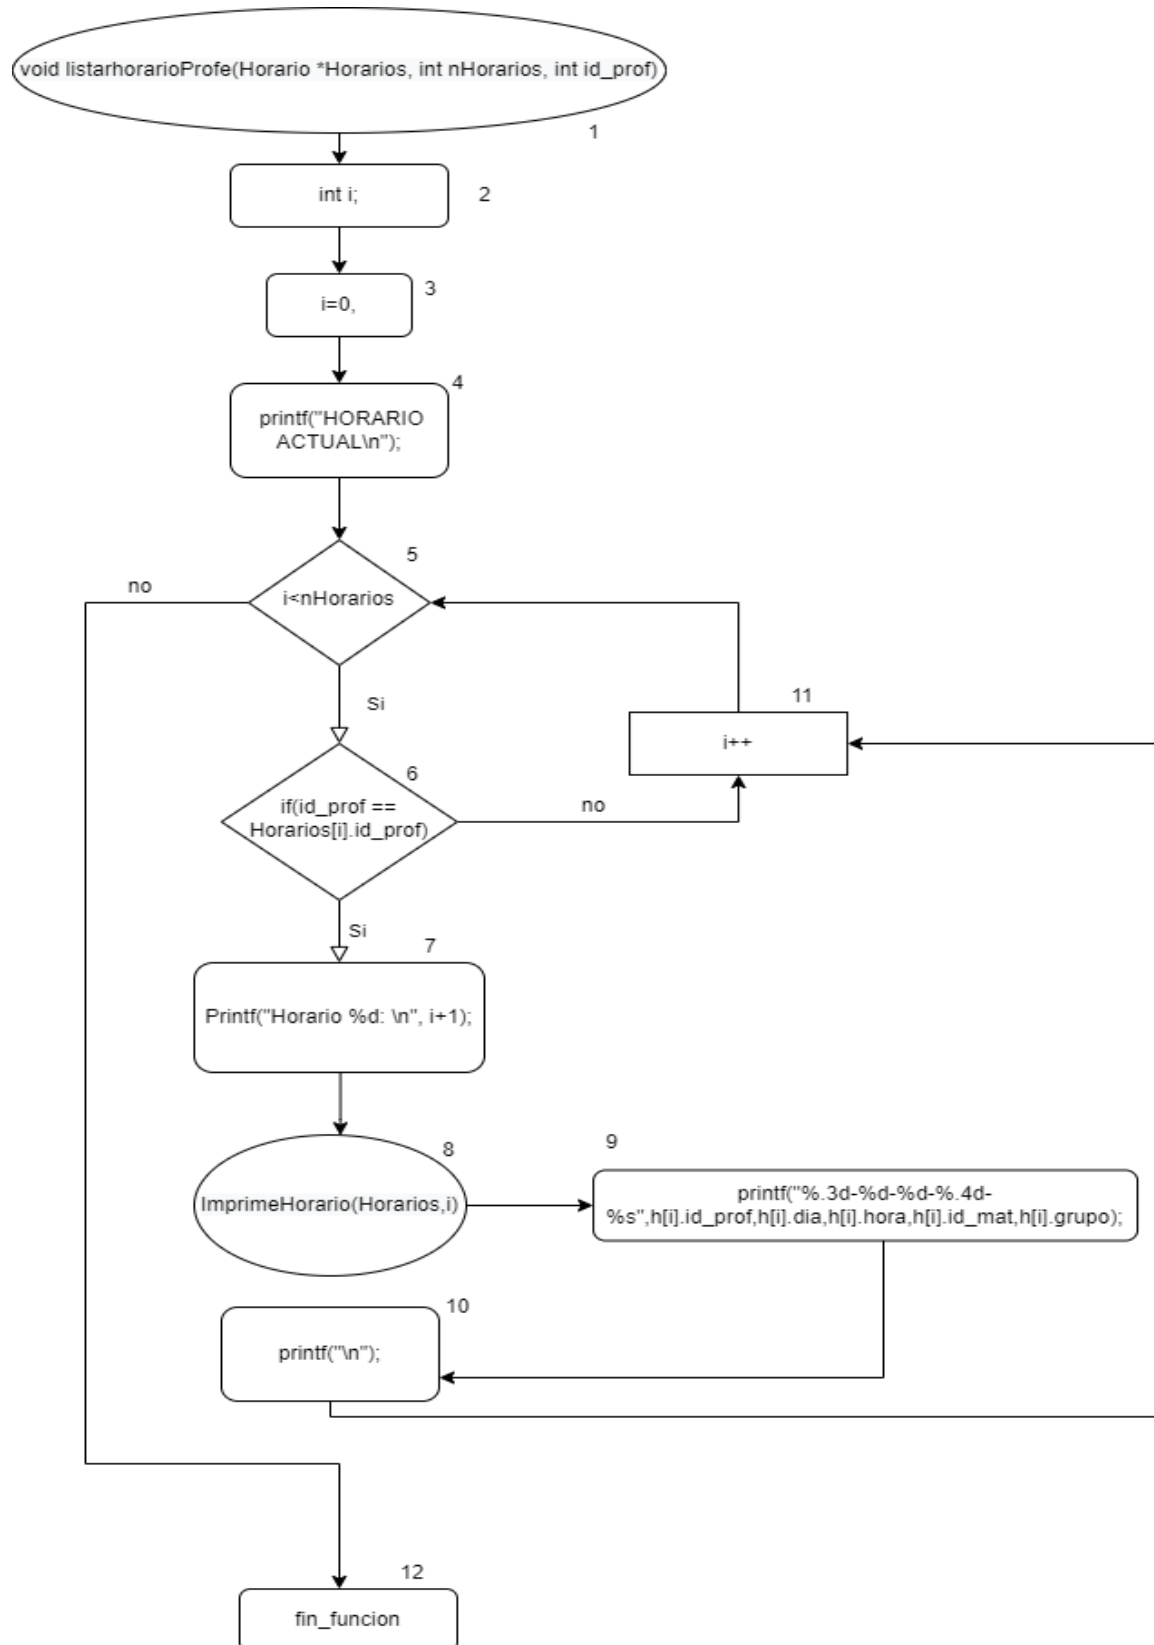 void listarhorarioProfe(Horario *Horarios, int nHorarios, int id_prof)
1
int i;
2
i=0,
3
4
printf("HORARIO
ACTUAL\n");
5
no
i<nHorarios
Si
11
i++
6
if(id_prof ==
Horarios[i].id_prof)
no
Si
7
Printf("Horario %d: \n", i+1);
8
ImprimeHorario(Horarios,i)
9
printf("%.3d-%d-%d-%.4d-
%s",h[i].id_prof,h[i].dia,h[i].hora,h[i].id_mat,h[i].grupo);
10
printf("\n");
12
fin_funcion